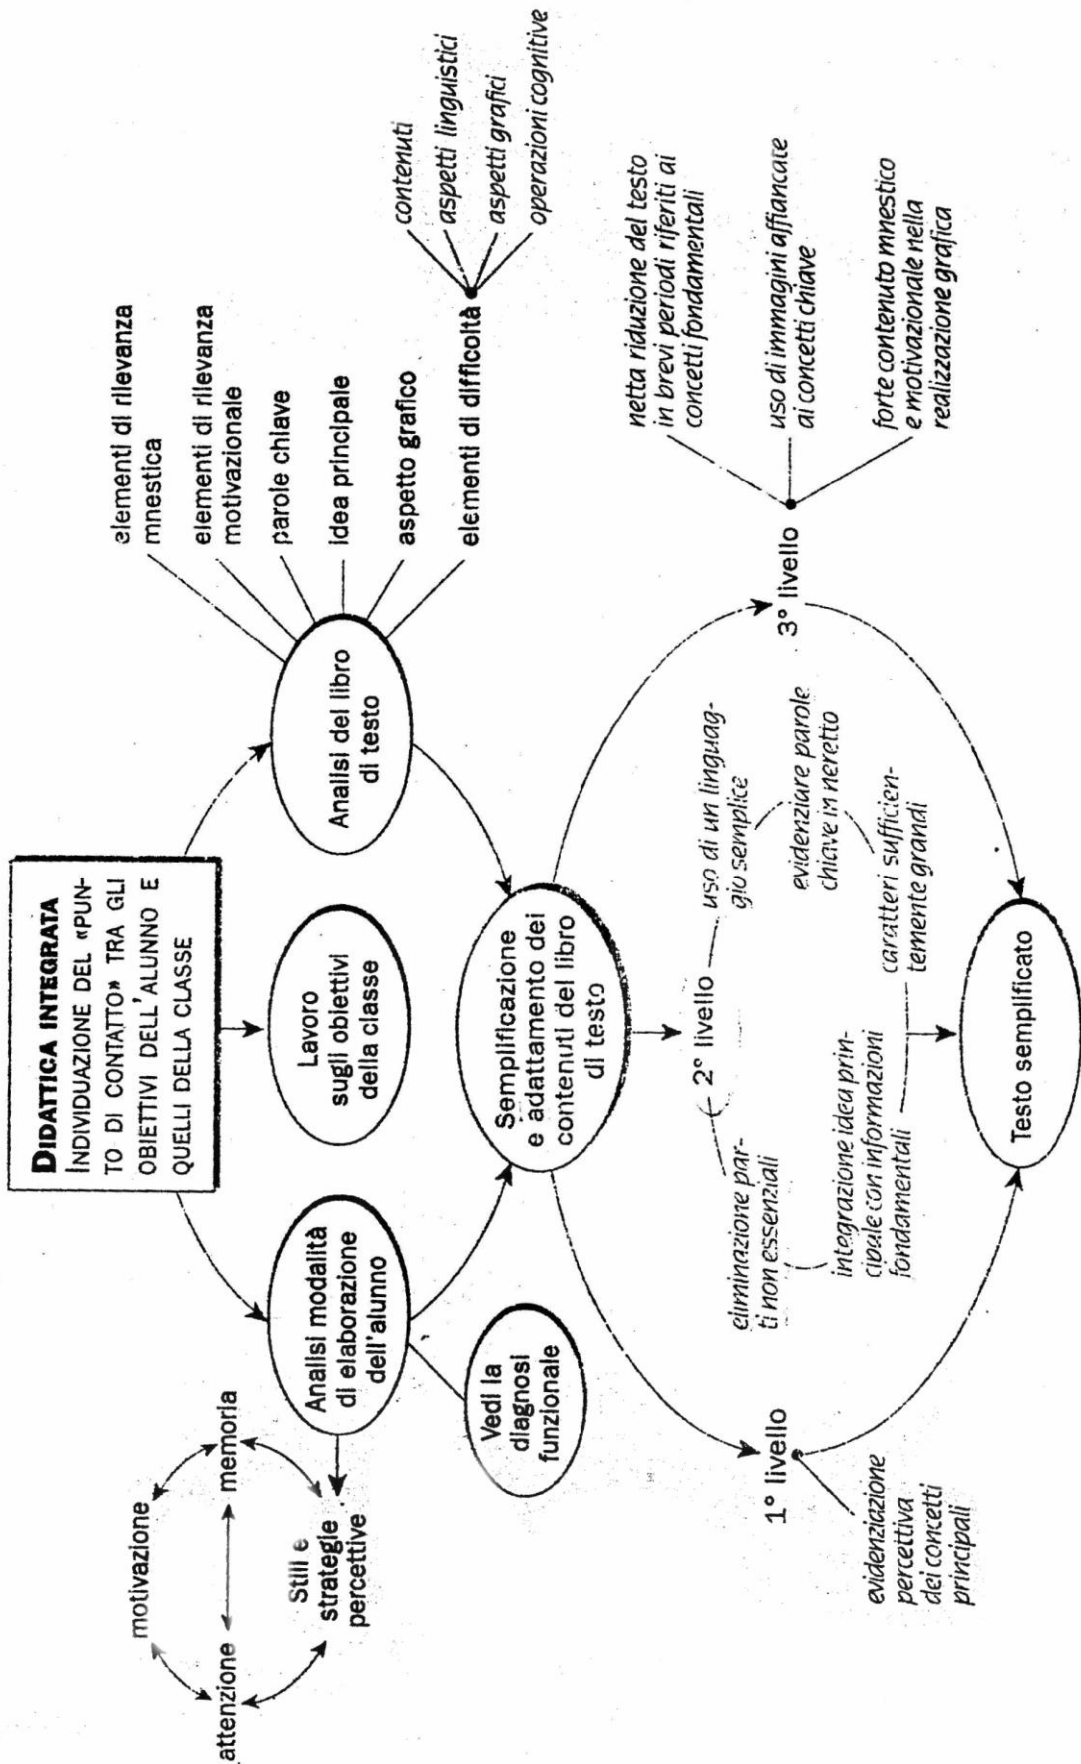 DIDATTICA INTEGRATA
INDIVIDUAZIONE DEL «PUN-
TO DI CONTATTO» TRA GLI
OBIETTIVI DELL'ALUNNO E
QUELLI DELLA CLASSE
motivazione
attenzione
memoria
Stili e
strategie
percettive
Analisi modalità
di elaborazione
dell'alunno
Vedi la
diagnosi
funzionale
Lavoro
sugli obiettivi
della classe
Analisi del libro
di testo
elementi di rilevanza
mnestica
elementi di rilevanza
motivazionale
parole chiave
idea principale
aspetto grafico
elementi di difficoltà
contenuti
aspetti linguistici
aspetti grafici
operazioni cognitive
Semplificazione
e adattamento dei
contenuti del libro
di testo
1° livello
evidenziazione
percettiva
dei concetti
principali
2° livello
eliminazione par-
ti non essenziali
uso di un linguag-
gio semplice
integrazione idea prin-
cipale con informazioni
fondamentali
evidenziare parole
chiave in neretto
caratteri sufficien-
temente grandi
3° livello
netta riduzione del testo
in brevi periodi riferiti ai
concetti fondamentali
uso di immagini affiancate
ai concetti chiave
forte contenuto mnestico
e motivazionale nella
realizzazione grafica
Testo semplificato